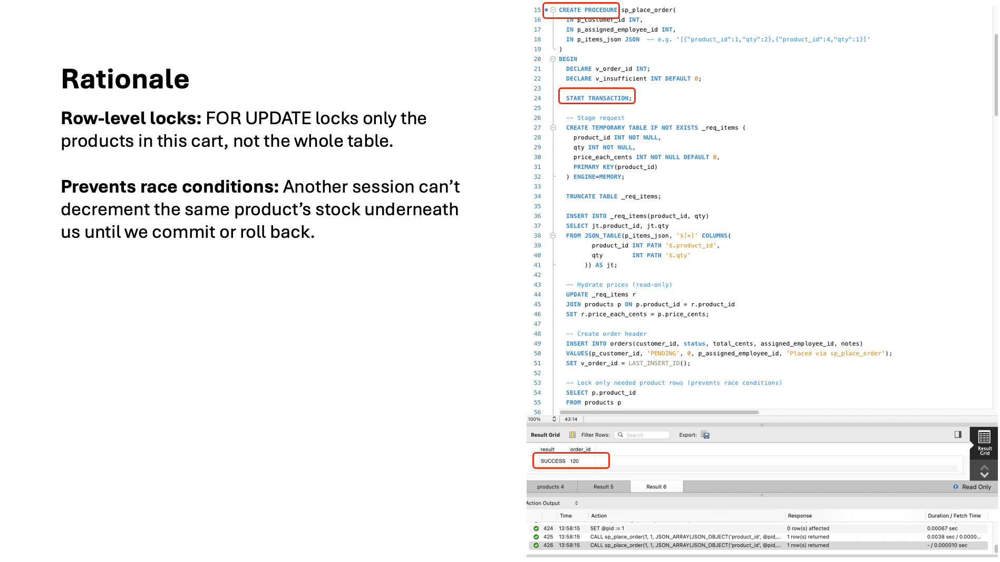 Rationale
Row-level locks: FOR UPDATE locks only the
products in this cart, not the whole table.
Prevents race conditions: Another session can’t
decrement the same product’s stock underneath
us until we commit or roll back.
15 CREATE PROCEDURE sp_place_order(
16 IN p_customer_id INT,
17 IN p_assigned_employee_id INT,
18 IN p_items_json JSON -- e.g. '[{"product_id":1,"qty":2},{"product_id":4,"qty":1}]'
19 )
20 BEGIN
21 DECLARE v_order_id INT;
22 DECLARE v_insufficient INT DEFAULT 0;
23
24 START TRANSACTION;
25
26 -- Stage request
27 CREATE TEMPORARY TABLE IF NOT EXISTS _req_items (
28 product_id INT NOT NULL,
29 qty INT NOT NULL,
30 price_each_cents INT NOT NULL DEFAULT 0,
31 PRIMARY KEY(product_id)
32 ) ENGINE=MEMORY;
33
34 TRUNCATE TABLE _req_items;
35
36 INSERT INTO _req_items(product_id, qty)
37 SELECT jt.product_id, jt.qty
38 FROM JSON_TABLE(p_items_json, '$[*]' COLUMNS(
39 product_id INT PATH '$.product_id',
40 qty INT PATH '$.qty'
41 )) AS jt;
42
43 -- Hydrate prices (read-only)
44 UPDATE _req_items r
45 JOIN products p ON p.product_id = r.product_id
46 SET r.price_each_cents = p.price_cents;
47
48 -- Create order header
49 INSERT INTO orders(customer_id, status, total_cents, assigned_employee_id, notes)
50 VALUES(p_customer_id, 'PENDING', 0, p_assigned_employee_id, 'Placed via sp_place_order');
51 SET v_order_id = LAST_INSERT_ID();
52
53 -- Lock only needed product rows (prevents race conditions)
54 SELECT p.product_id
55 FROM products p
56
100% 43:14
Result Grid Filter Rows: Search Export:
Result
Grid
result order_id
SUCCESS 120
products 4 Result 5 Result 6 Read Only
Action Output
Time Action Response Duration / Fetch Time
424 13:58:15 SET @pid := 1 0 row(s) affected 0.00067 sec
425 13:58:15 CALL sp_place_order(1, 1, JSON_ARRAY(JSON_OBJECT('product_id', @pid,... 1 row(s) returned 0.0038 sec / 0.0000...
426 13:58:15 CALL sp_place_order(1, 1, JSON_ARRAY(JSON_OBJECT('product_id', @pid,... 1 row(s) returned - / 0.000010 sec